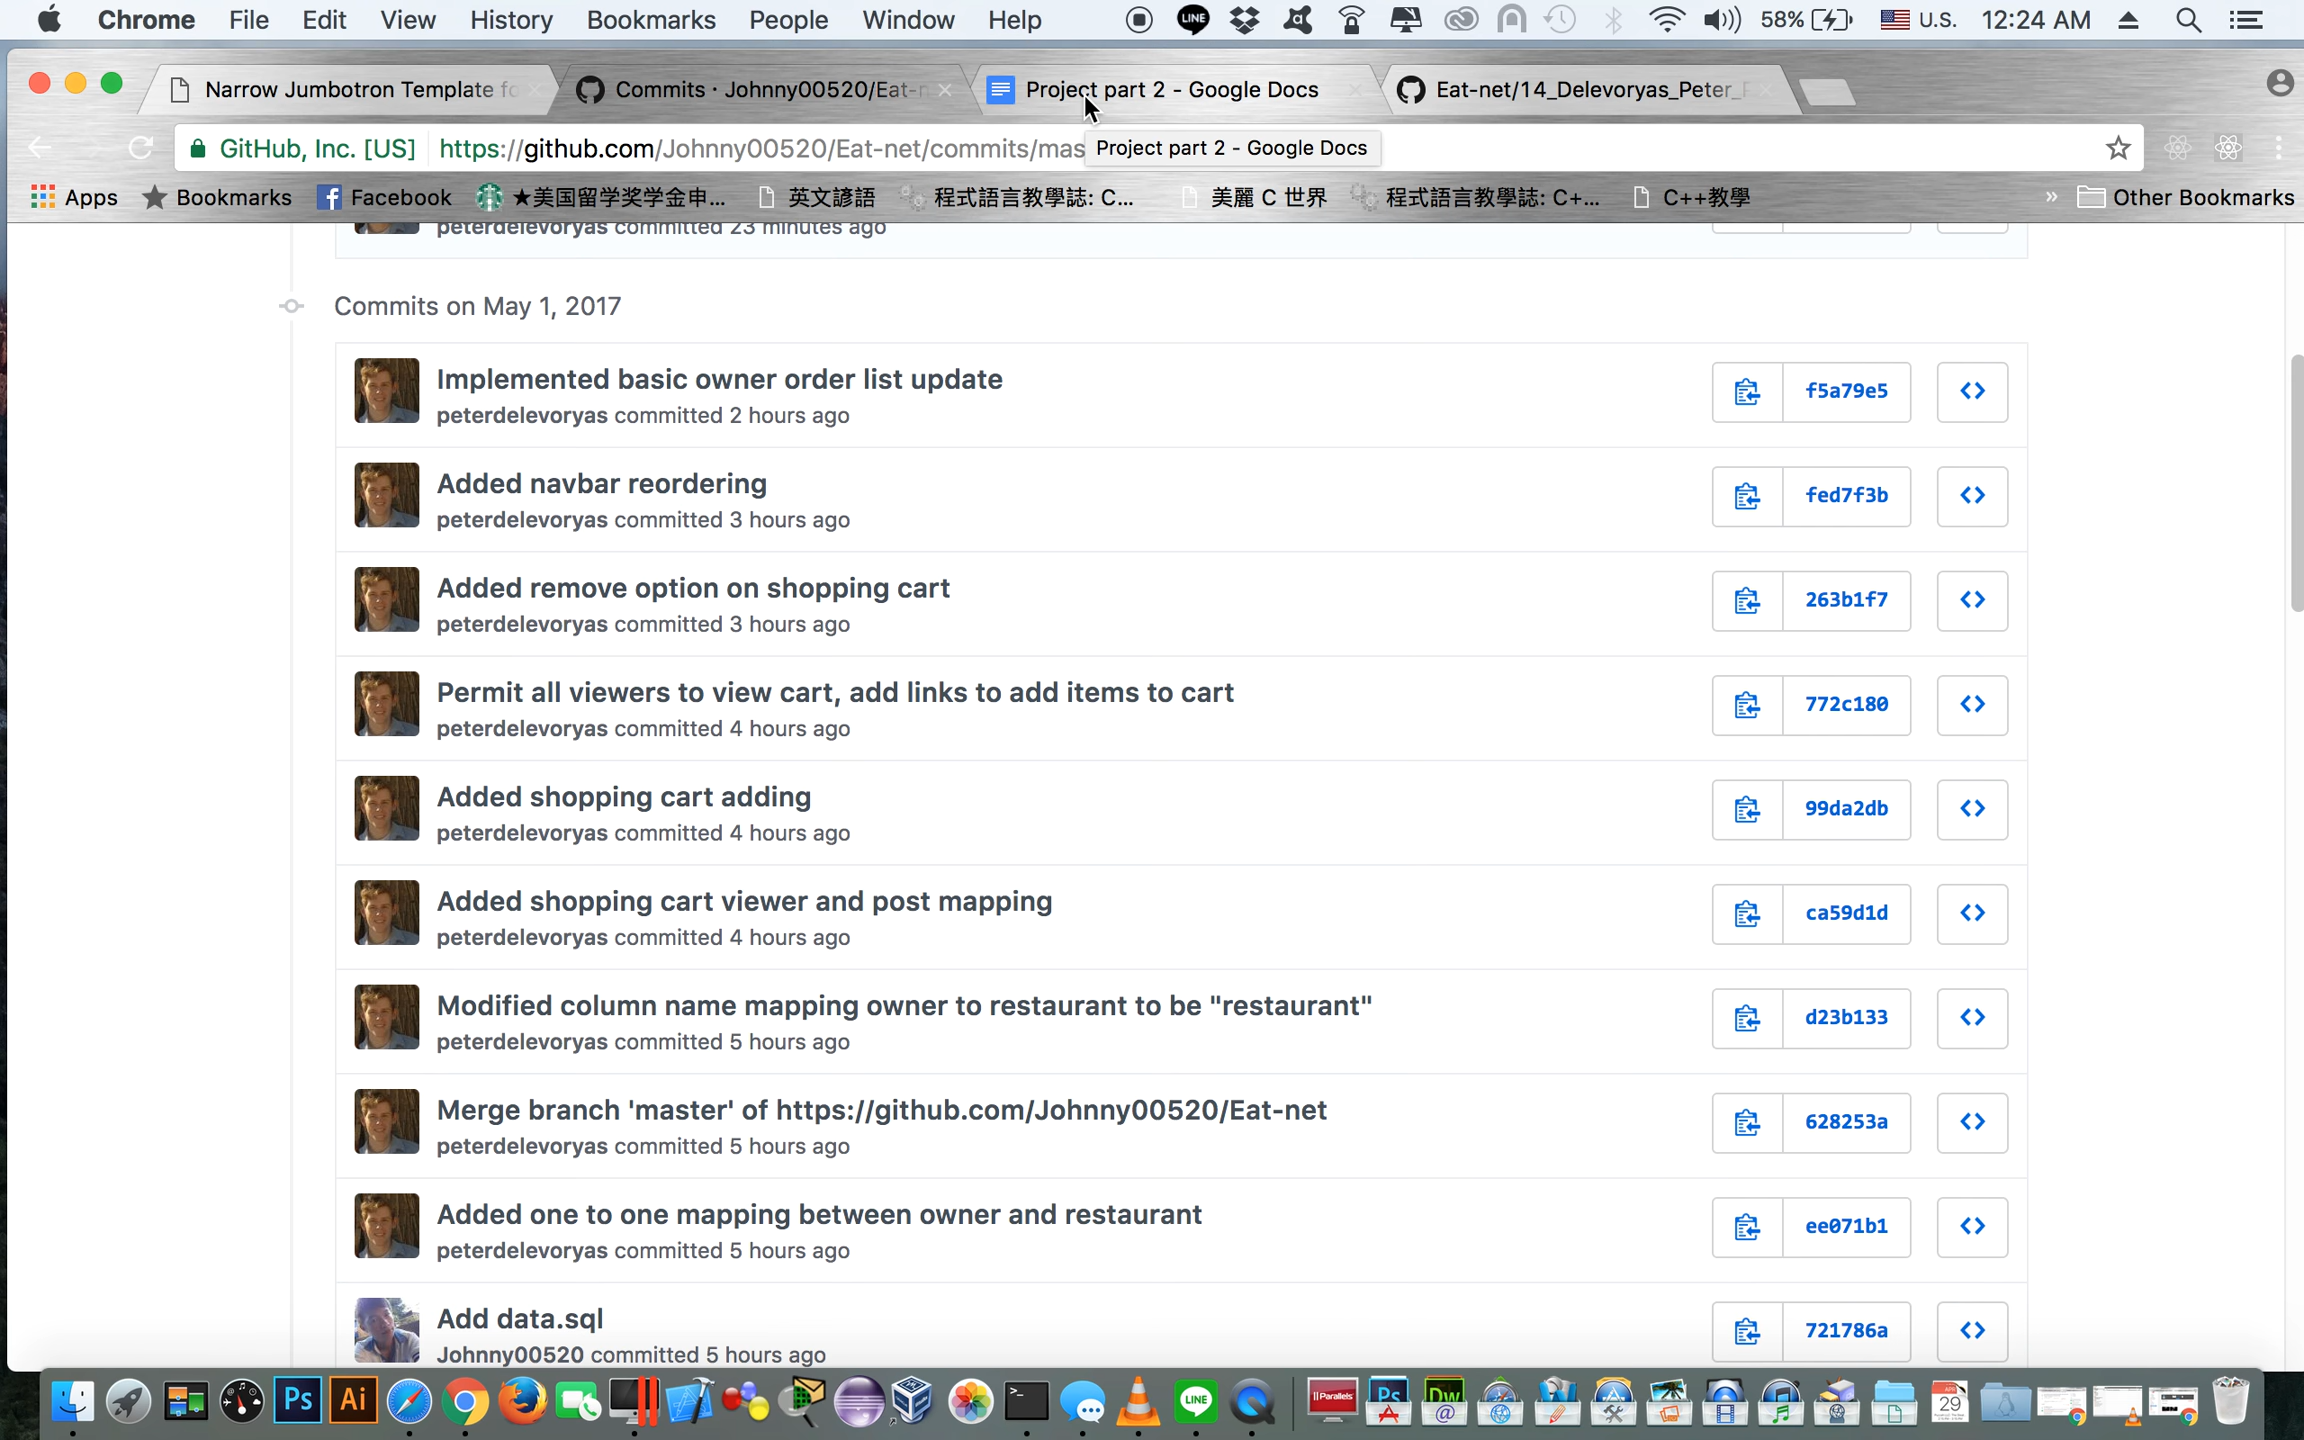 Chrome File Edit View History Bookmarks People Window Help LINE 58% U.S. 12:24 AM
Narrow Jumbotron Template fo Commits · Johnny00520/Eat-n Project part 2 - Google Docs Eat-net/14_Delevoryas_Peter_P
GitHub, Inc. [US] https://github.com/Johnny00520/Eat-net/commits/mas Project part 2 - Google Docs
Apps Bookmarks Facebook ★美国留学奖学金申... 英文諺語 程式語言教學誌: C... 美麗 C 世界 程式語言教學誌: C+... C++教學 » Other Bookmarks
peterdelevoryas committed 23 minutes ago
Commits on May 1, 2017
Implemented basic owner order list update
peterdelevoryas committed 2 hours ago
f5a79e5
Added navbar reordering
peterdelevoryas committed 3 hours ago
fed7f3b
Added remove option on shopping cart
peterdelevoryas committed 3 hours ago
263b1f7
Permit all viewers to view cart, add links to add items to cart
peterdelevoryas committed 4 hours ago
772c180
Added shopping cart adding
peterdelevoryas committed 4 hours ago
99da2db
Added shopping cart viewer and post mapping
peterdelevoryas committed 4 hours ago
ca59d1d
Modified column name mapping owner to restaurant to be "restaurant"
peterdelevoryas committed 5 hours ago
d23b133
Merge branch 'master' of https://github.com/Johnny00520/Eat-net
peterdelevoryas committed 5 hours ago
628253a
Added one to one mapping between owner and restaurant
peterdelevoryas committed 5 hours ago
ee071b1
Add data.sql
Johnny00520 committed 5 hours ago
721786a
Ps Ai LINE Parallels Ps Dw 29